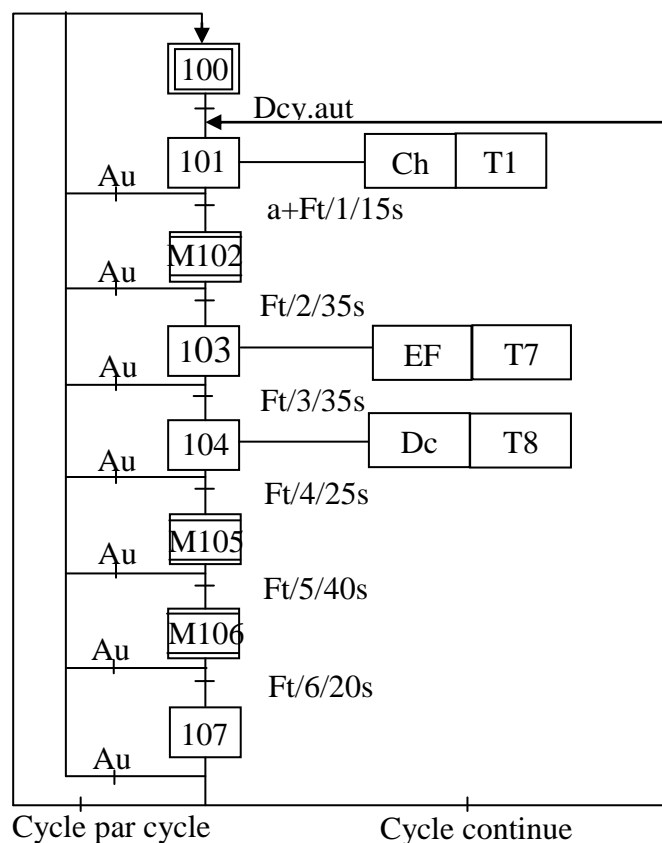 100
Dcy.aut
101 Ch T1
Au
a+Ft/1/15s
M102
Au
Ft/2/35s
103 EF T7
Au
Ft/3/35s
104 Dc T8
Au
Ft/4/25s
M105
Au
Ft/5/40s
M106
Au
Ft/6/20s
107
Au
Cycle par cycle Cycle continue